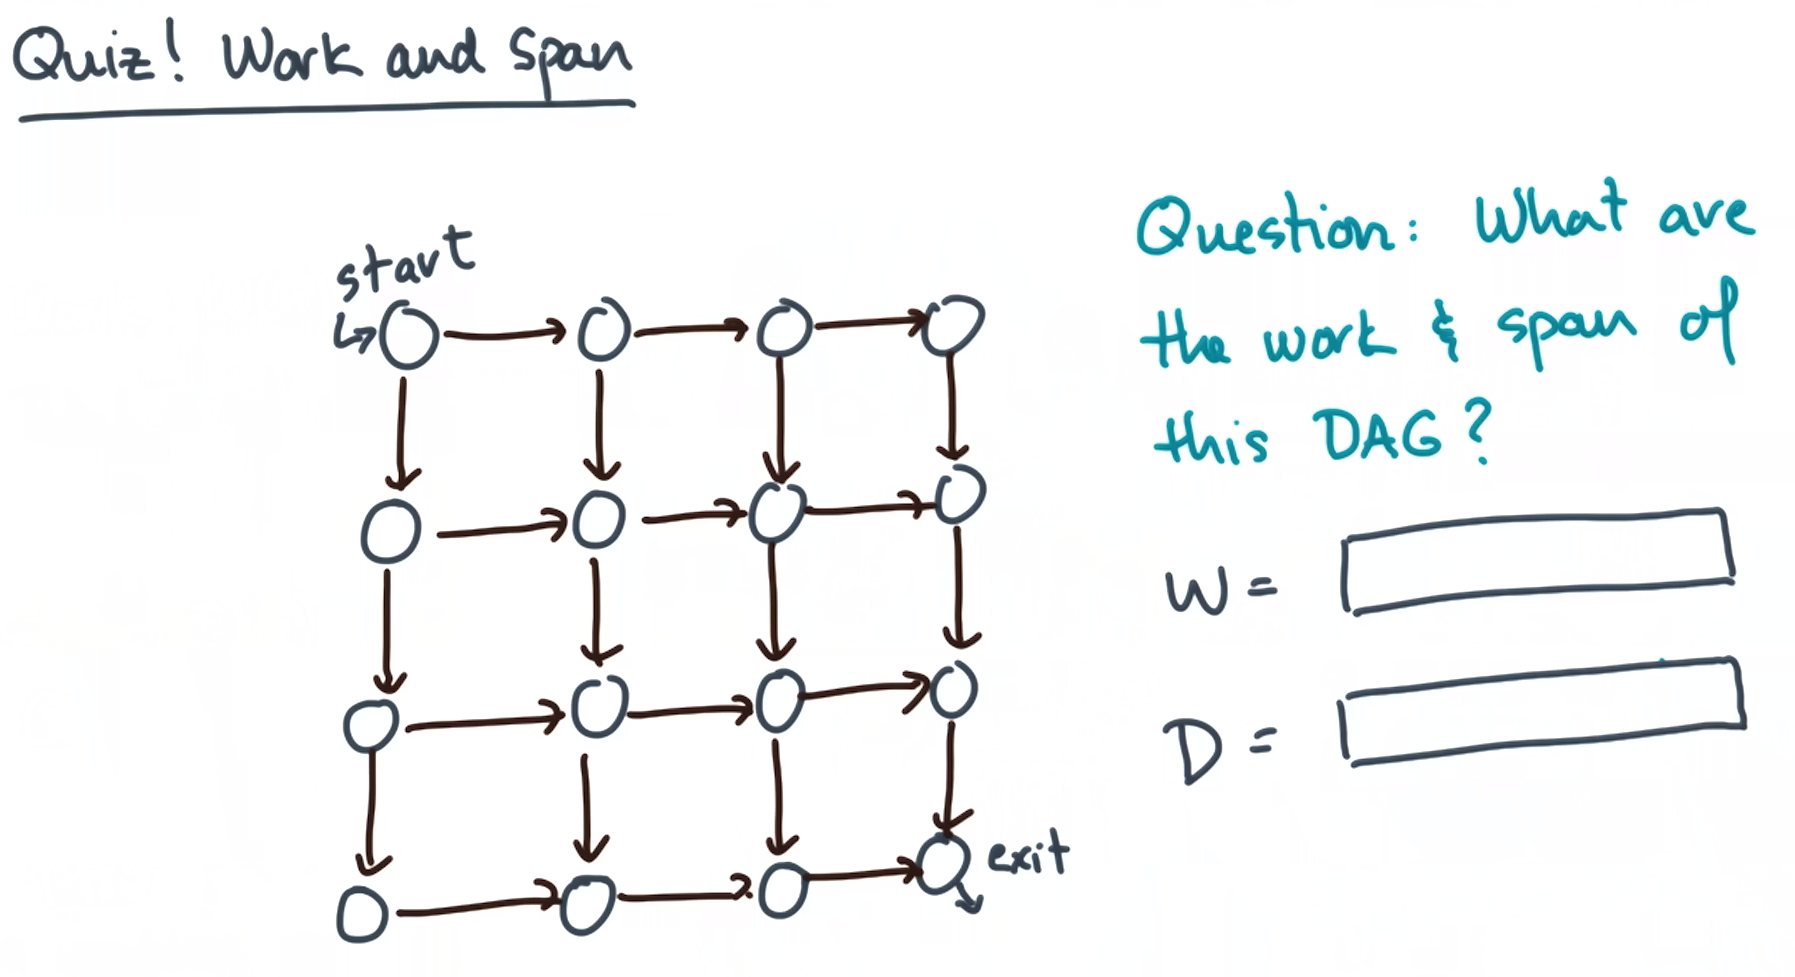 Quiz! Work and Span
start
Question: What are
the work & span of
this DAG?
W =
D =
exit